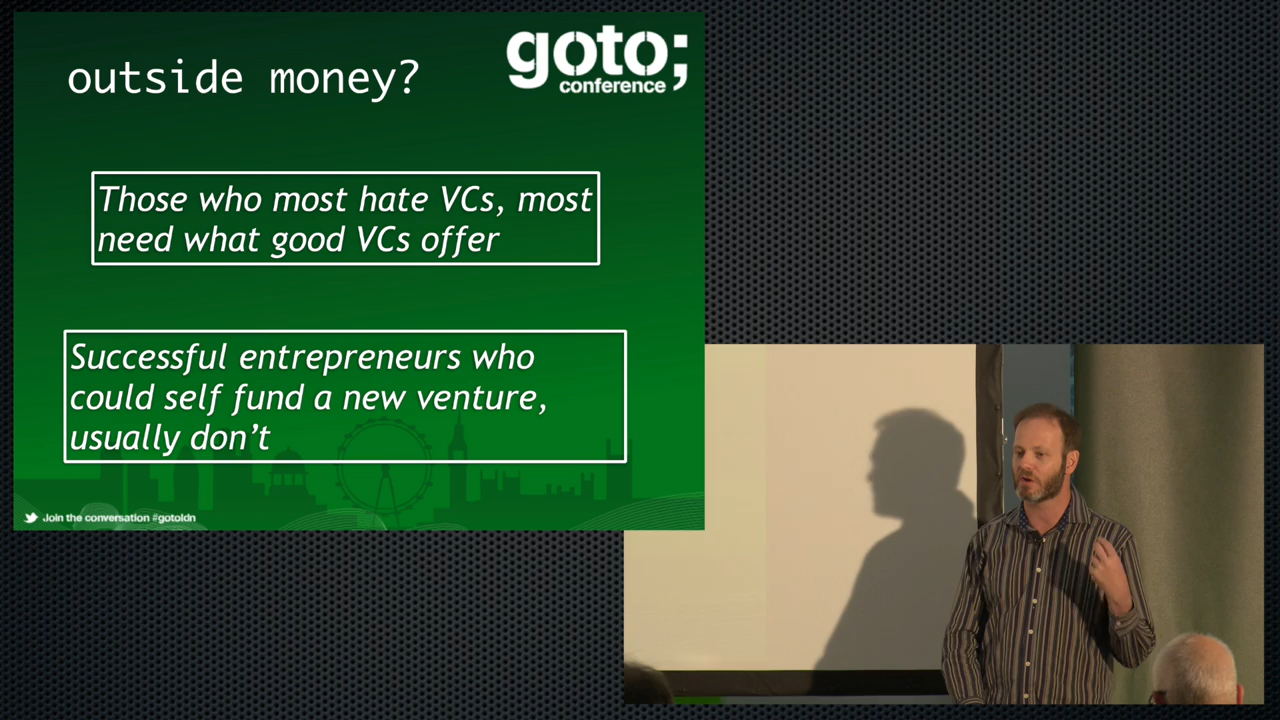 outside money?
goto;
conference
Those who most hate VCs, most
need what good VCs offer
Successful entrepreneurs who
could self fund a new venture,
usually don't
Join the conversation #gotoldn